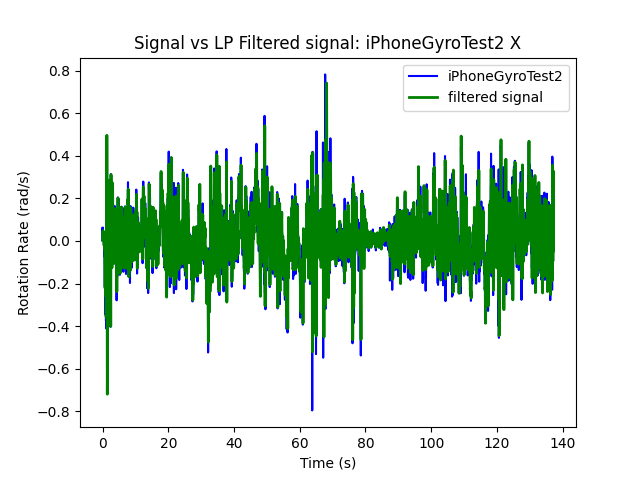 Signal vs LP Filtered signal: iPhoneGyroTest2 X
iPhoneGyroTest2
filtered signal
Rotation Rate (rad/s)
0.8
0.6
0.4
0.2
0.0
−0.2
−0.4
−0.6
−0.8
0 20 40 60 80 100 120 140
Time (s)